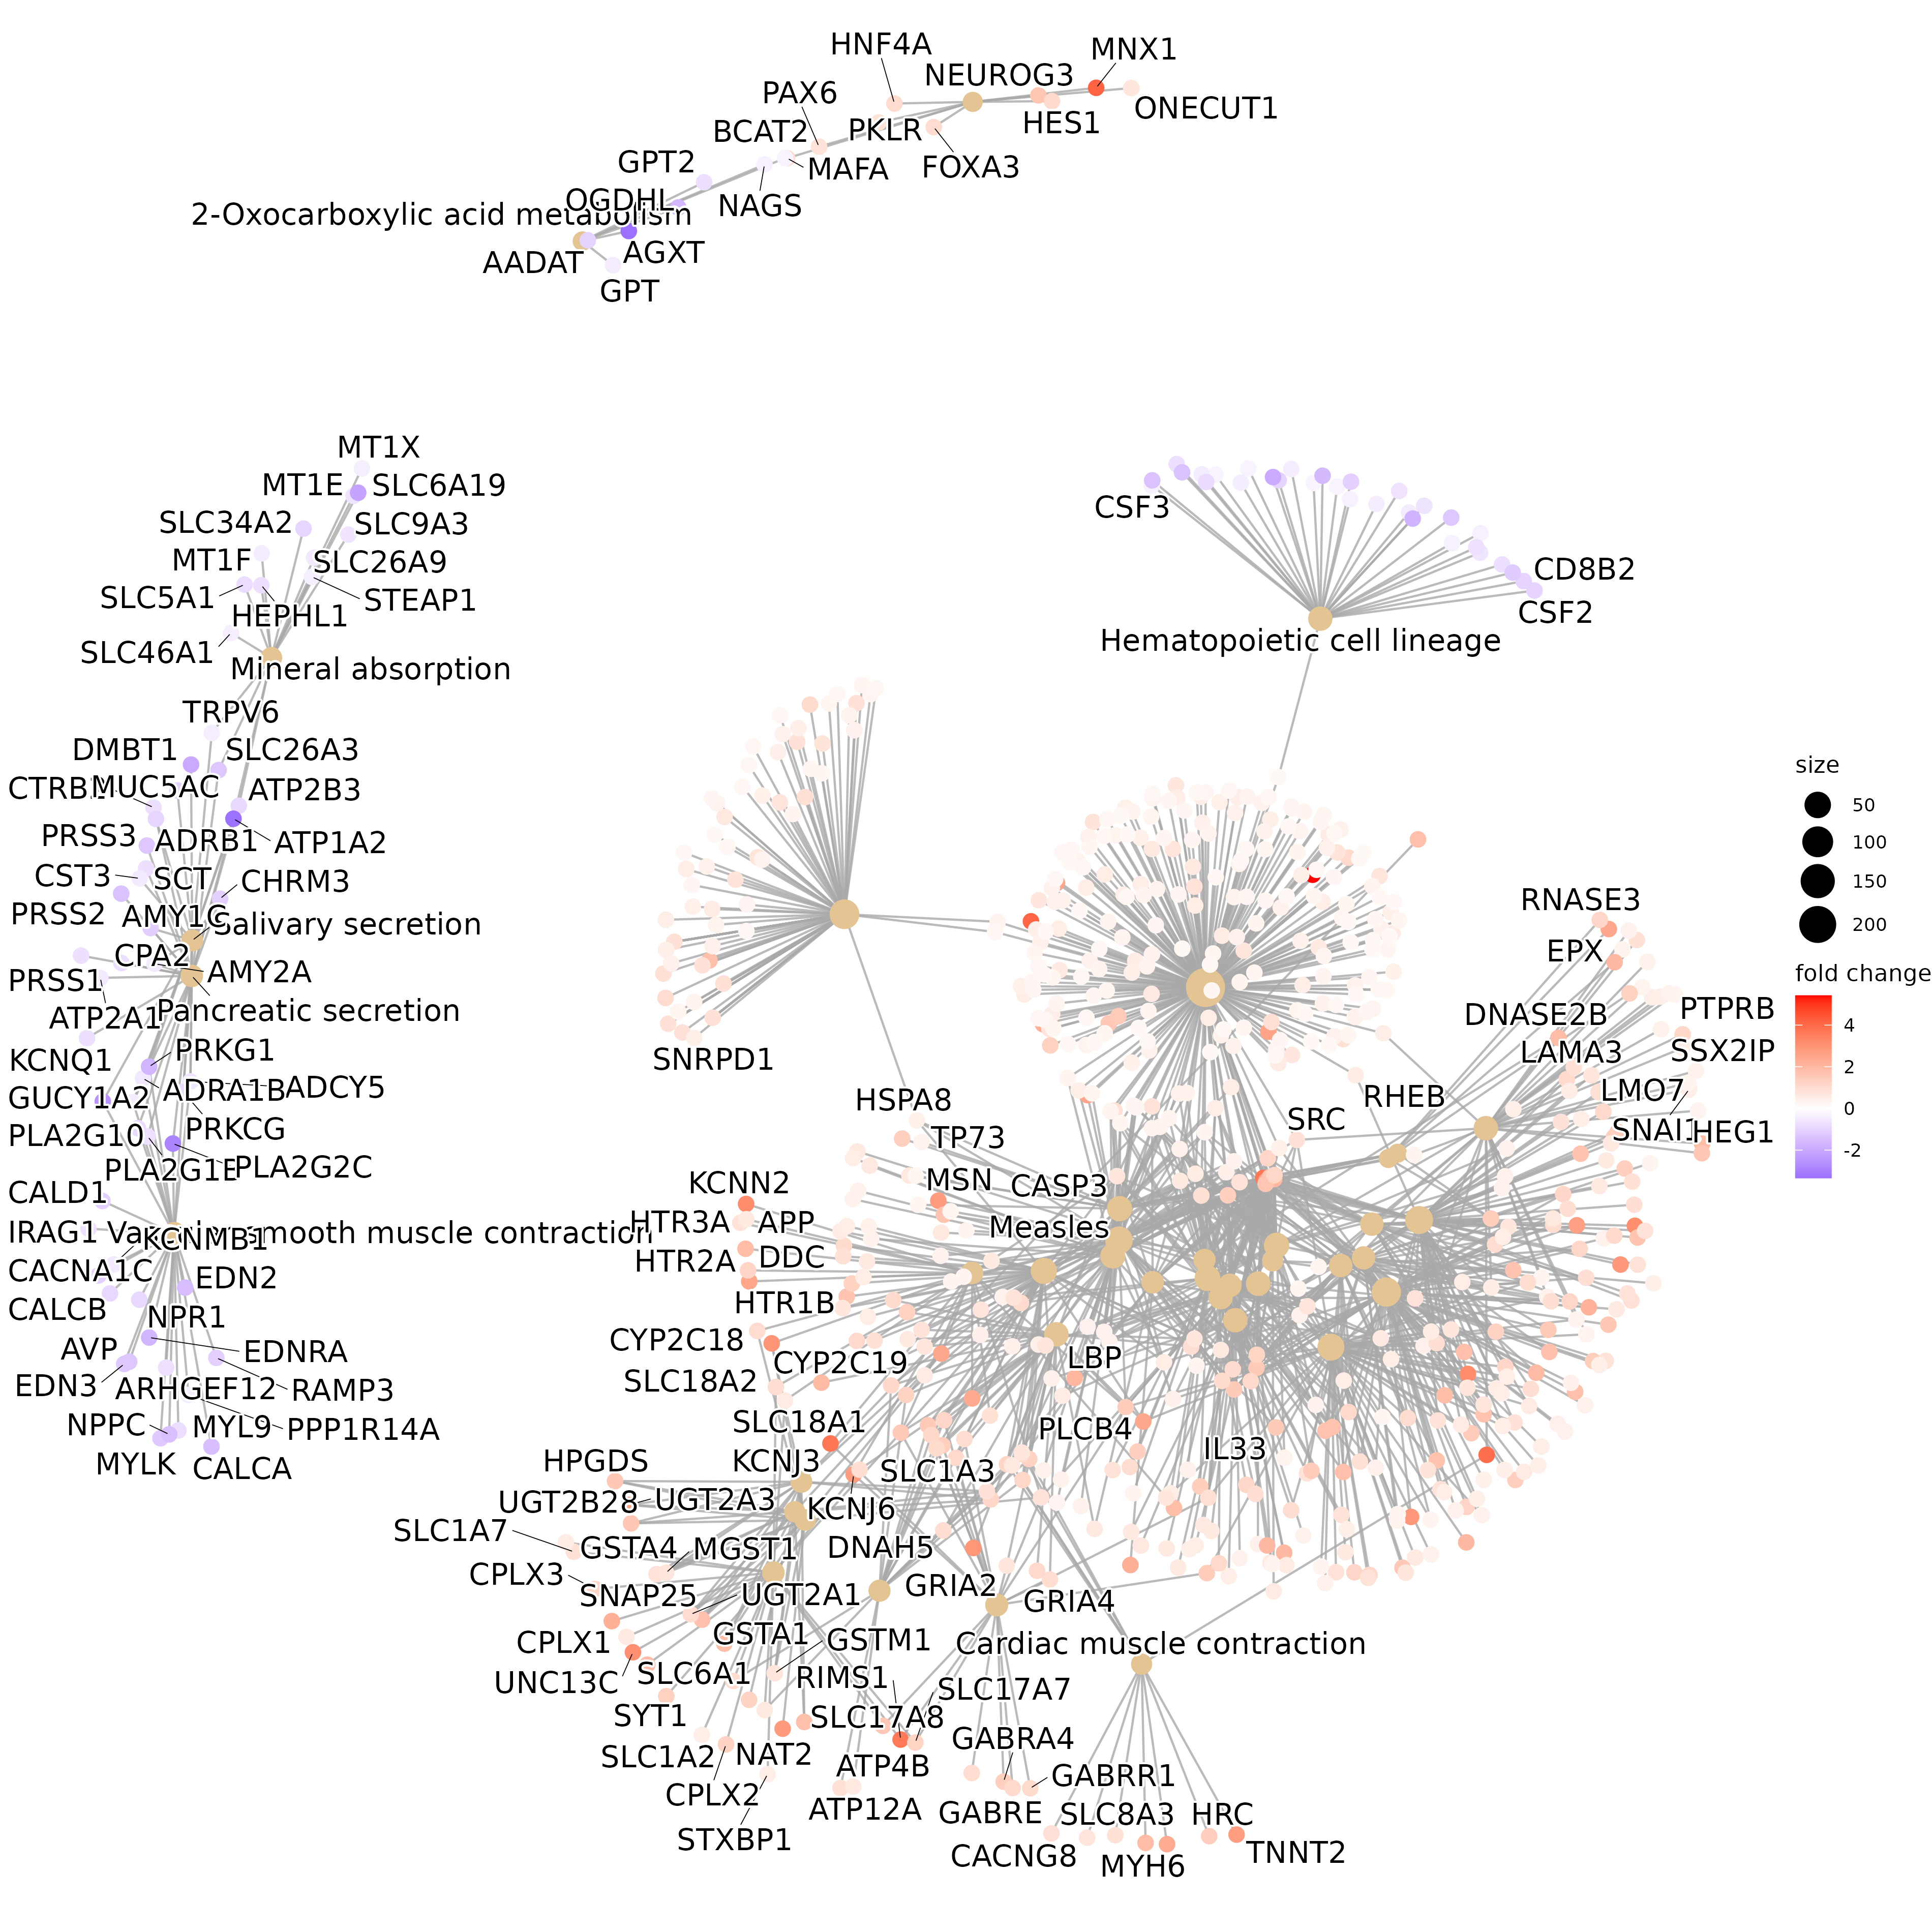 HNF4A
MNX1
NEUROG3
PAX6
ONECUT1
BCAT2
PKLR
HES1
GPT2
MAFA
FOXA3
OGDHL
NAGS
2-Oxocarboxylic acid metabolism
AGXT
AADAT
GPT
MT1X
MT1E
SLC6A19
CSF3
SLC34A2
SLC9A3
MT1F
SLC26A9
CD8B2
SLC5A1
STEAP1
HEPHL1
CSF2
SLC46A1
Hematopoietic cell lineage
Mineral absorption
TRPV6
DMBT1
SLC26A3
MUC5AC
ATP2B3
PRSS3
ADRB1
ATP1A2
CST3
SCT
CHRM3
PRSS2
AMY1C
Salivary secretion
CPA2
AMY2A
PRSS1
ATP2A1
Pancreatic secretion
KCNQ1
PRKG1
GUCY1A2
ADRA1B
ADCY5
PLA2G10
PRKCG
PLA2G2C
CALD1
IRAG1
KCNMB1
CACNA1C
EDN2
CALCB
NPR1
AVP
EDNRA
EDN3
ARHGEF12
RAMP3
NPPC
MYL9
PPP1R14A
MYLK
CALCA
size
50
100
150
200
fold change
4
2
0
-2
RNASE3
EPX
DNASE2B
PTPRB
LAMA3
SSX2IP
LMO7
SNAI1
HEG1
RHEB
SRC
SNRPD1
HSPA8
TP73
MSN
CASP3
KCNN2
HTR3A
APP
Measles
HTR2A
DDC
HTR1B
CYP2C18
CYP2C19
LBP
SLC18A2
SLC18A1
PLCB4
IL33
HPGDS
KCNJ3
SLC1A3
UGT2B28
UGT2A3
KCNJ6
SLC1A7
GSTA4
MGST1
DNAH5
CPLX3
SNAP25
UGT2A1
GRIA2
GRIA4
CPLX1
GSTA1
GSTM1
Cardiac muscle contraction
UNC13C
SLC6A1
RIMS1
SLC17A7
SYT1
SLC17A8
SLC1A2
NAT2
ATP4B
GABRA4
CPLX2
ATP12A
GABRR1
STXBP1
GABRE
SLC8A3
HRC
CACNG8
MYH6
TNNT2